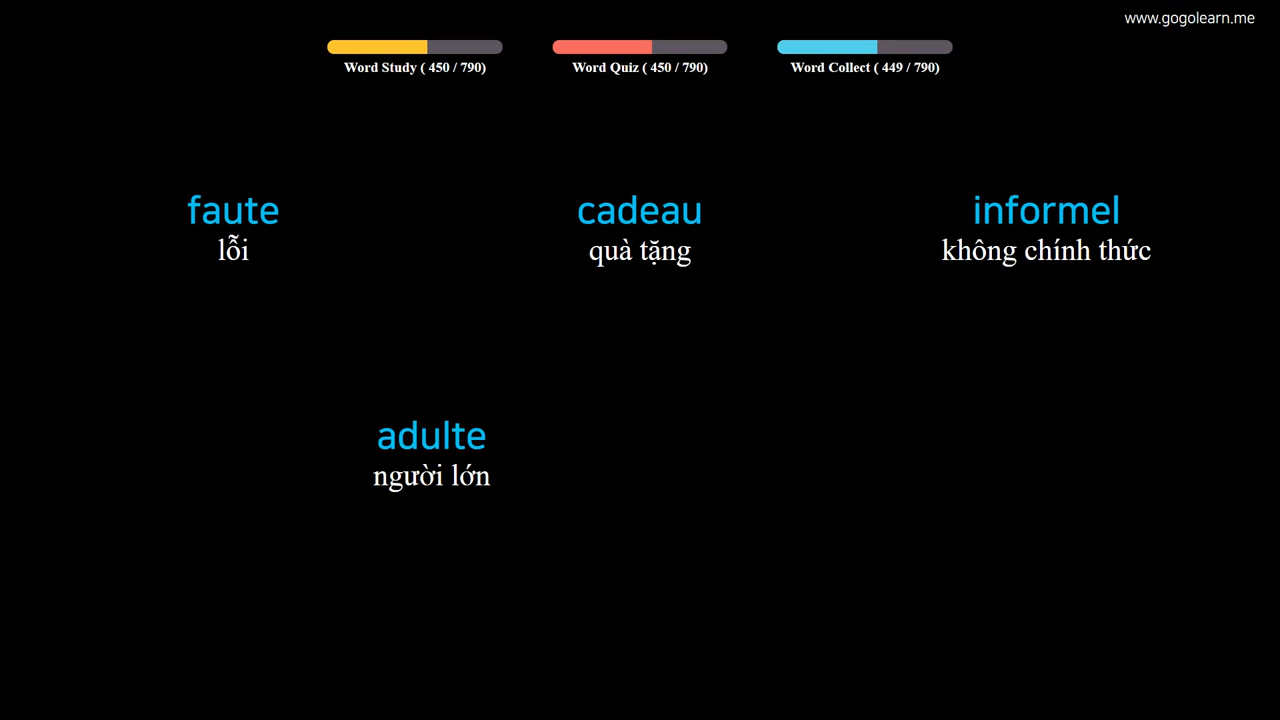 www.gogolearn.me
Word Study ( 450 / 790)
Word Quiz ( 450 / 790)
Word Collect ( 449 / 790)
faute
lỗi
cadeau
quà tặng
informel
không chính thức
adulte
người lớn